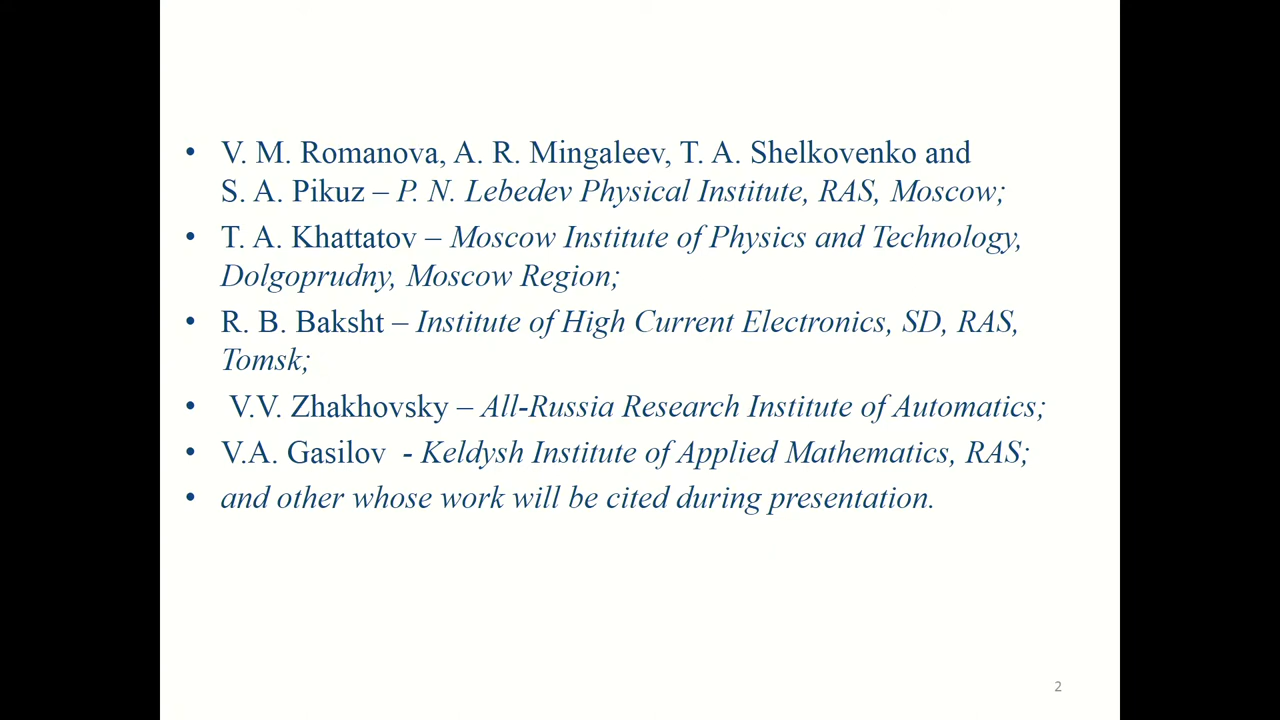 • V. M. Romanova, A. R. Mingaleev, T. A. Shelkovenko and
S. A. Pikuz – P. N. Lebedev Physical Institute, RAS, Moscow;
• T. A. Khattatov – Moscow Institute of Physics and Technology,
Dolgoprudny, Moscow Region;
• R. B. Baksht – Institute of High Current Electronics, SD, RAS,
Tomsk;
• V.V. Zhakhovsky – All-Russia Research Institute of Automatics;
• V.A. Gasilov - Keldysh Institute of Applied Mathematics, RAS;
• and other whose work will be cited during presentation.
2